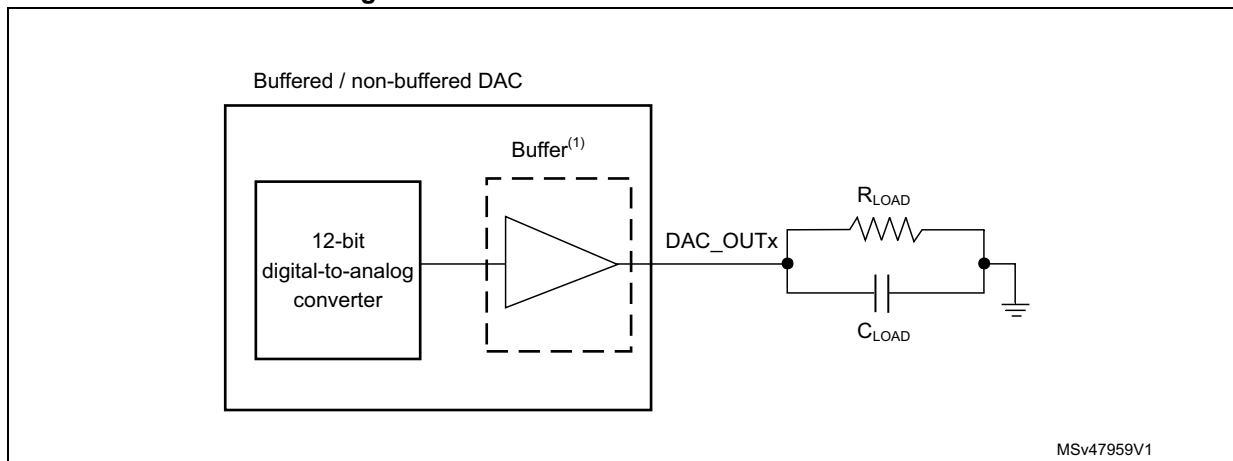 Buffered / non-buffered DAC
Buffer(1)
12-bit
digital-to-analog
converter
DAC_OUTx
RLOAD
CLOAD
MSv47959V1